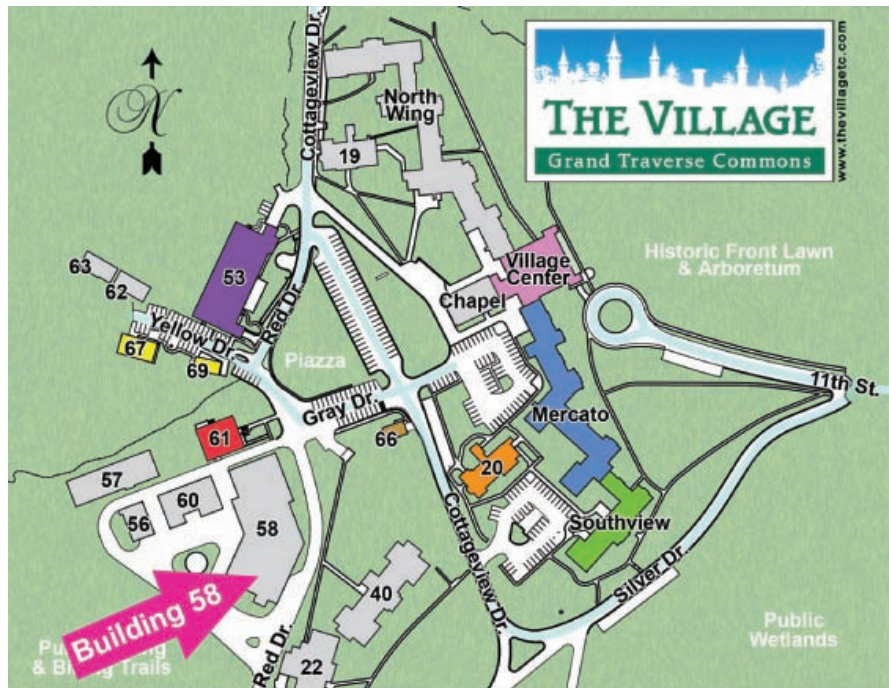 THE VILLAGE
Grand Traverse Commons
www.thevillagetc.com
N
Cottageview Dr.
North
Wing
19
Historic Front Lawn
& Arboretum
Village
Center
Chapel
63
62
53
Red Dr.
Yellow Dr.
67
69
Piazza
Gray Dr.
66
11th St.
Mercato
61
20
57
60
56
58
Cottageview Dr.
Southview
Silver Dr.
40
Building 58
Red Dr.
22
Public
Wetlands
& Trails